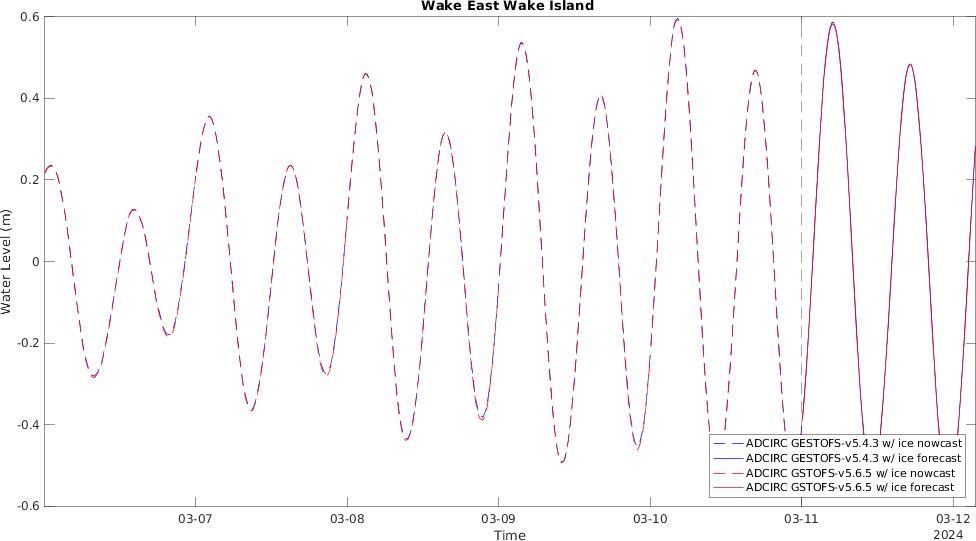 Wake East Wake Island
0.6
0.4
0.2
0
-0.2
-0.4
-0.6
Water Level (m)
03-07
03-08
03-09
03-10
03-11
03-12
2024
Time
ADCIRC GESTOFS-v5.4.3 w/ ice nowcast
ADCIRC GESTOFS-v5.4.3 w/ ice forecast
ADCIRC GSTOFS-v5.6.5 w/ ice nowcast
ADCIRC GSTOFS-v5.6.5 w/ ice forecast